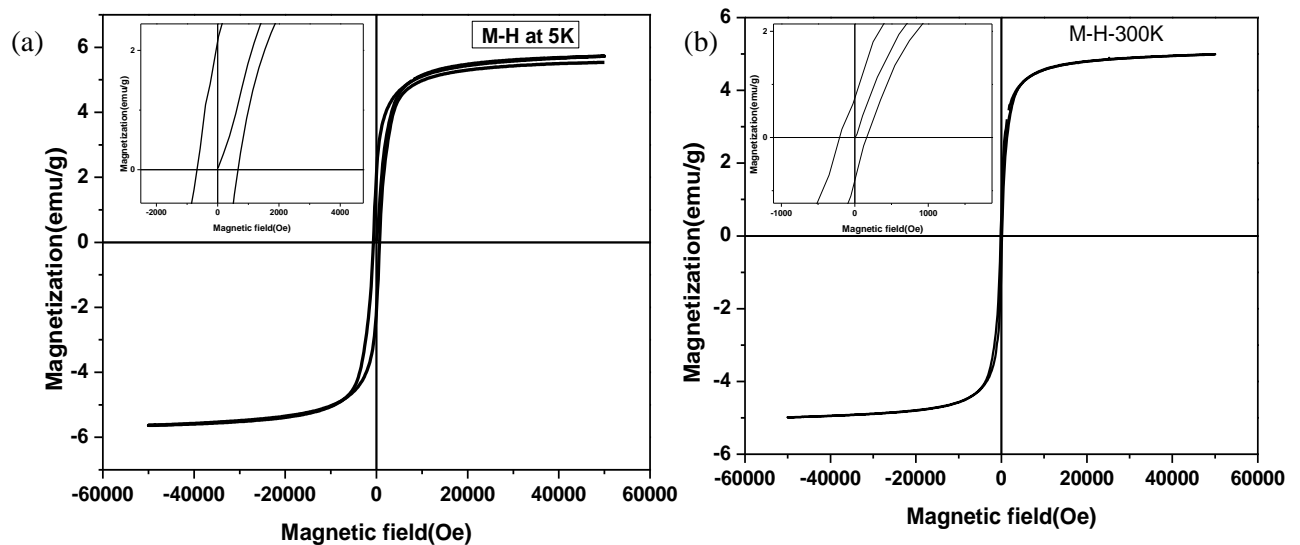 (a)
M-H at 5K
Magnetization(emu/g)
6
4
2
0
-2
-4
-6
-60000 -40000 -20000 0 20000 40000 60000
Magnetic field(Oe)
Magnetization(emu/g)
2
0
-2000 0 2000 4000
Magnetic field(Oe)
(b)
M-H-300K
Magnetization(emu/g)
6
4
2
0
-2
-4
-6
-60000 -40000 -20000 0 20000 40000 60000
Magnetic field(Oe)
Magnetization(emu/g)
2
0
-1000 0 1000
Magnetic field(Oe)